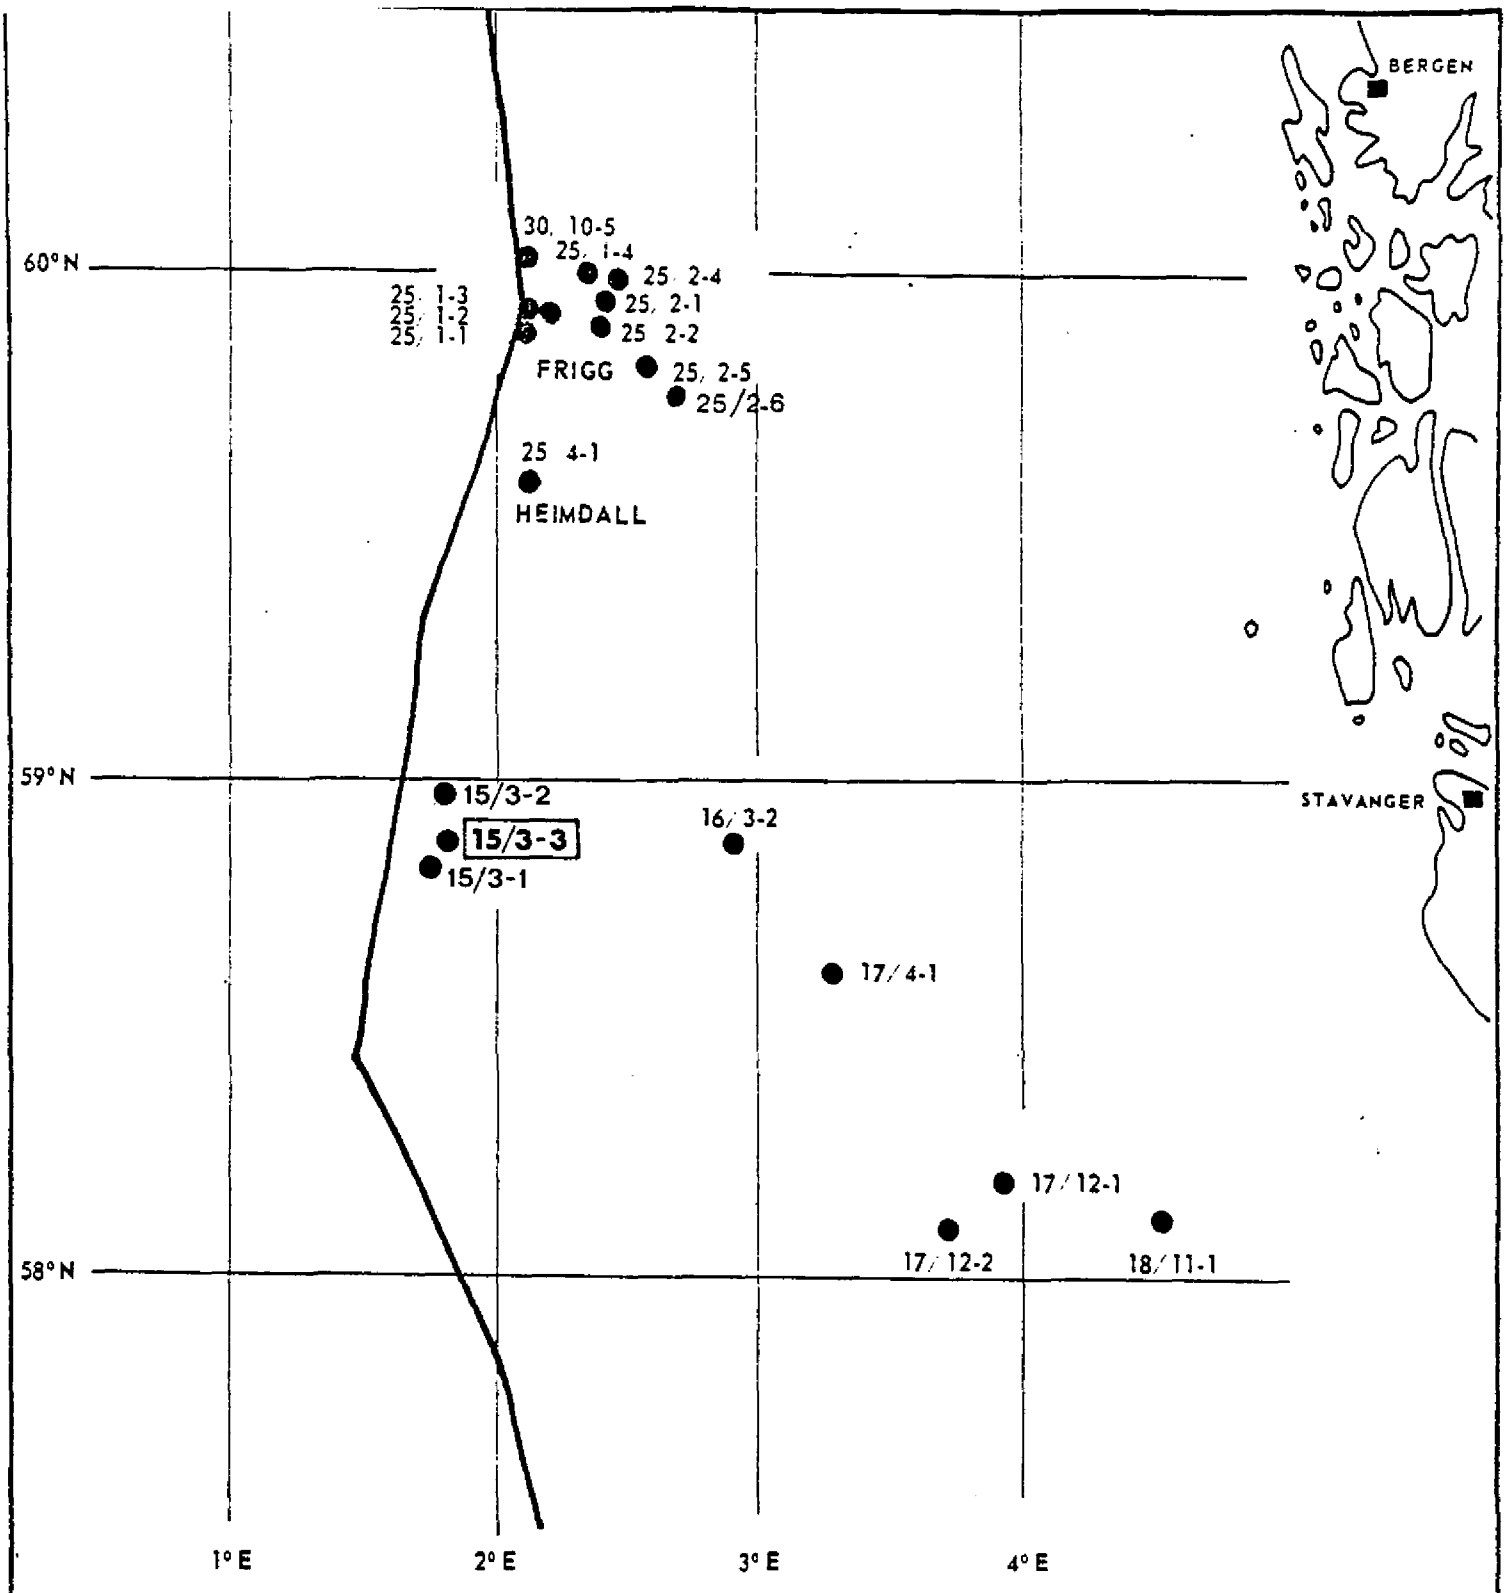 BERGEN
30, 10-5
25, 1-4
60°N
25, 2-4
25, 1-3
25, 2-1
25, 1-2
25, 1-1
25 2-2
FRIGG
25, 2-5
25/2-6
25 4-1
HEIMDALL
59°N
15/3-2
STAVANGER
16/3-2
15/3-3
15/3-1
17/4-1
17/12-1
17/12-2
18/11-1
58°N
1° E
2° E
3° E
4° E